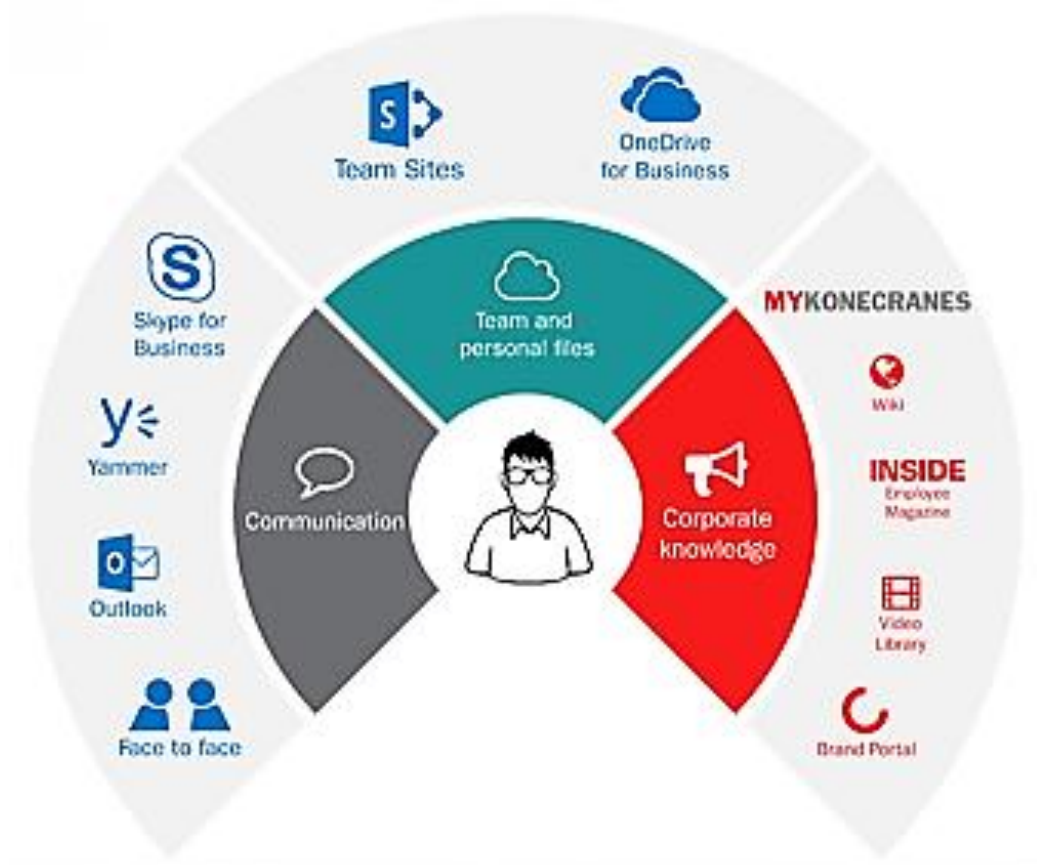 S
Team Sites
OneDrive
for Business
S
Skype for
Business
Team and
personal files
MYKONECRANES
Wiki
y
Yammer
Communication
Corporate
knowledge
INSIDE
Employee
Magazine
O
Outlook
Video
Library
Face to face
Brand Portal